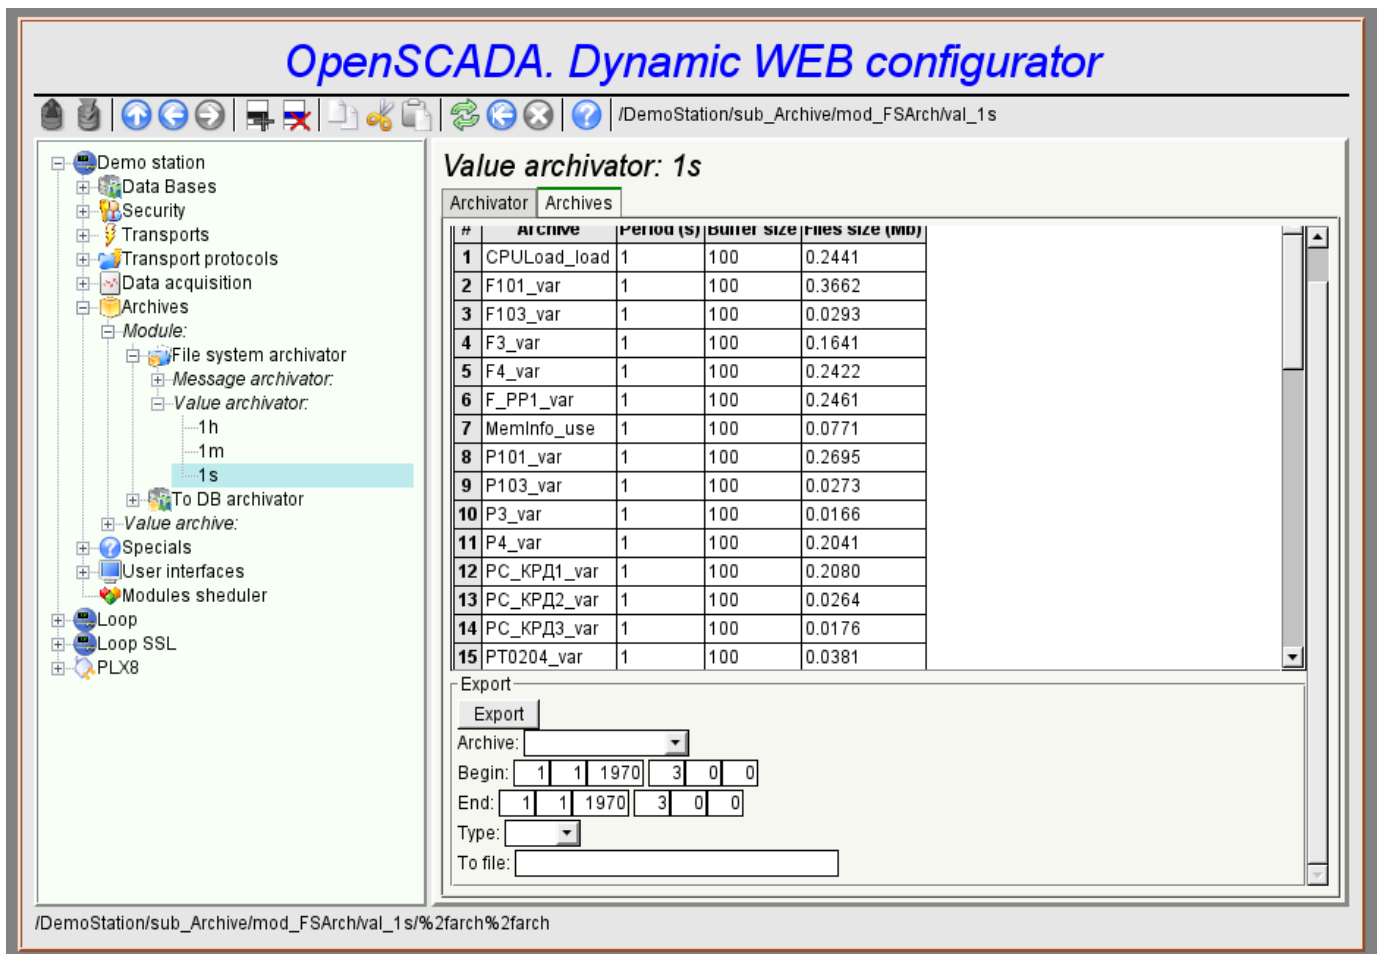 OpenSCADA. Dynamic WEB configurator
/DemoStation/sub_Archive/mod_FSArch/val_1s
Demo station
Data Bases
Security
Transports
Transport protocols
Data acquisition
Archives
Module:
File system archivator
Message archivator:
Value archivator:
1h
1m
1s
To DB archivator
Value archive:
Specials
User interfaces
Modules sheduler
Loop
Loop SSL
PLX8
Value archivator: 1s
Archivator Archives
# Archive Period (s) Buffer size Files size (Mb)
1 CPULoad_load 1 100 0.2441
2 F101_var 1 100 0.3662
3 F103_var 1 100 0.0293
4 F3_var 1 100 0.1641
5 F4_var 1 100 0.2422
6 F_PP1_var 1 100 0.2461
7 MemInfo_use 1 100 0.0771
8 P101_var 1 100 0.2695
9 P103_var 1 100 0.0273
10 P3_var 1 100 0.0166
11 P4_var 1 100 0.2041
12 PC_КРД1_var 1 100 0.2080
13 PC_КРД2_var 1 100 0.0264
14 PC_КРД3_var 1 100 0.0176
15 PT0204_var 1 100 0.0381
Export
Export
Archive:
Begin: 1 1 1970 3 0 0
End: 1 1 1970 3 0 0
Type:
To file:
/DemoStation/sub_Archive/mod_FSArch/val_1s/%2farch%2farch